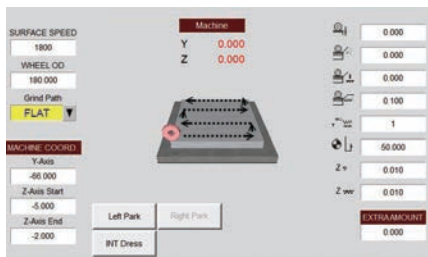 SURFACE SPEED
1800
WHEEL OD
180.000
Grind Path
FLAT
MACHINE COORD.
Y-Axis
-66.000
Z-Axis Start
-5.000
Z-Axis End
-2.000
Machine
Y 0.000
Z 0.000
Left Park
Right Park
INT Dress
0.000
0.000
0.000
0.100
1
50.000
Z
0.010
Z
0.010
EXTRAAMOUNT
0.000